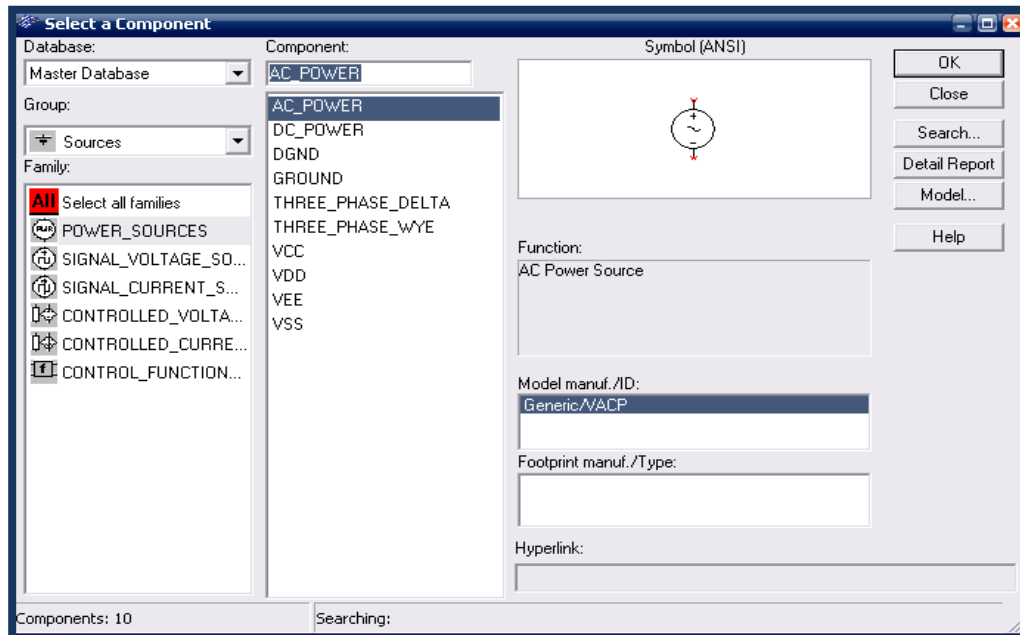 Select a Component
Database:
Master Database
Group:
Sources
Family:
All Select all families
POWER_SOURCES
SIGNAL_VOLTAGE_SO...
SIGNAL_CURRENT_S...
CONTROLLED_VOLTA...
CONTROLLED_CURRE...
CONTROL_FUNCTION...
Component:
AC_POWER
AC_POWER
DC_POWER
DGND
GROUND
THREE_PHASE_DELTA
THREE_PHASE_WYE
VCC
VDD
VEE
VSS
Symbol (ANSI)
Function:
AC Power Source
Model manuf./ID:
Generic/VACP
Footprint manuf./Type:
Hyperlink:
OK
Close
Search...
Detail Report
Model...
Help
Components: 10
Searching: